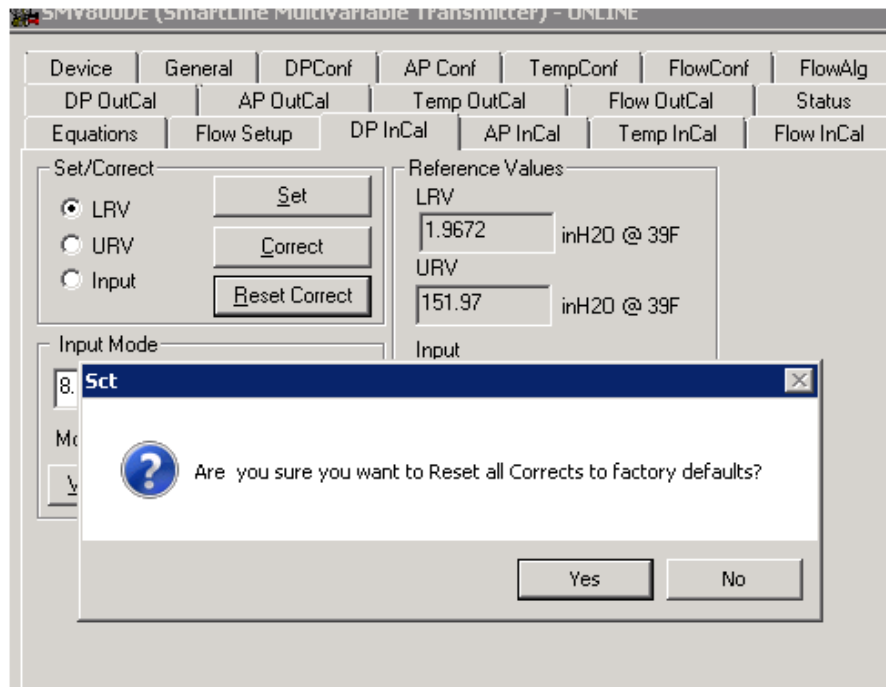 SMV800DE (SmartLine Multivariable Transmitter) - ONLINE
Device General DPConf AP Conf TempConf FlowConf FlowAlg
DP OutCal AP OutCal Temp OutCal Flow OutCal Status
Equations Flow Setup DP InCal AP InCal Temp InCal Flow InCal
Set/Correct
LRV
URV
Input
Set
Correct
Reset Correct
Reference Values
LRV
1.9672 inH2O @ 39F
URV
151.97 inH2O @ 39F
Input
Input Mode
8.
Sct
Are you sure you want to Reset all Corrects to factory defaults?
Yes No